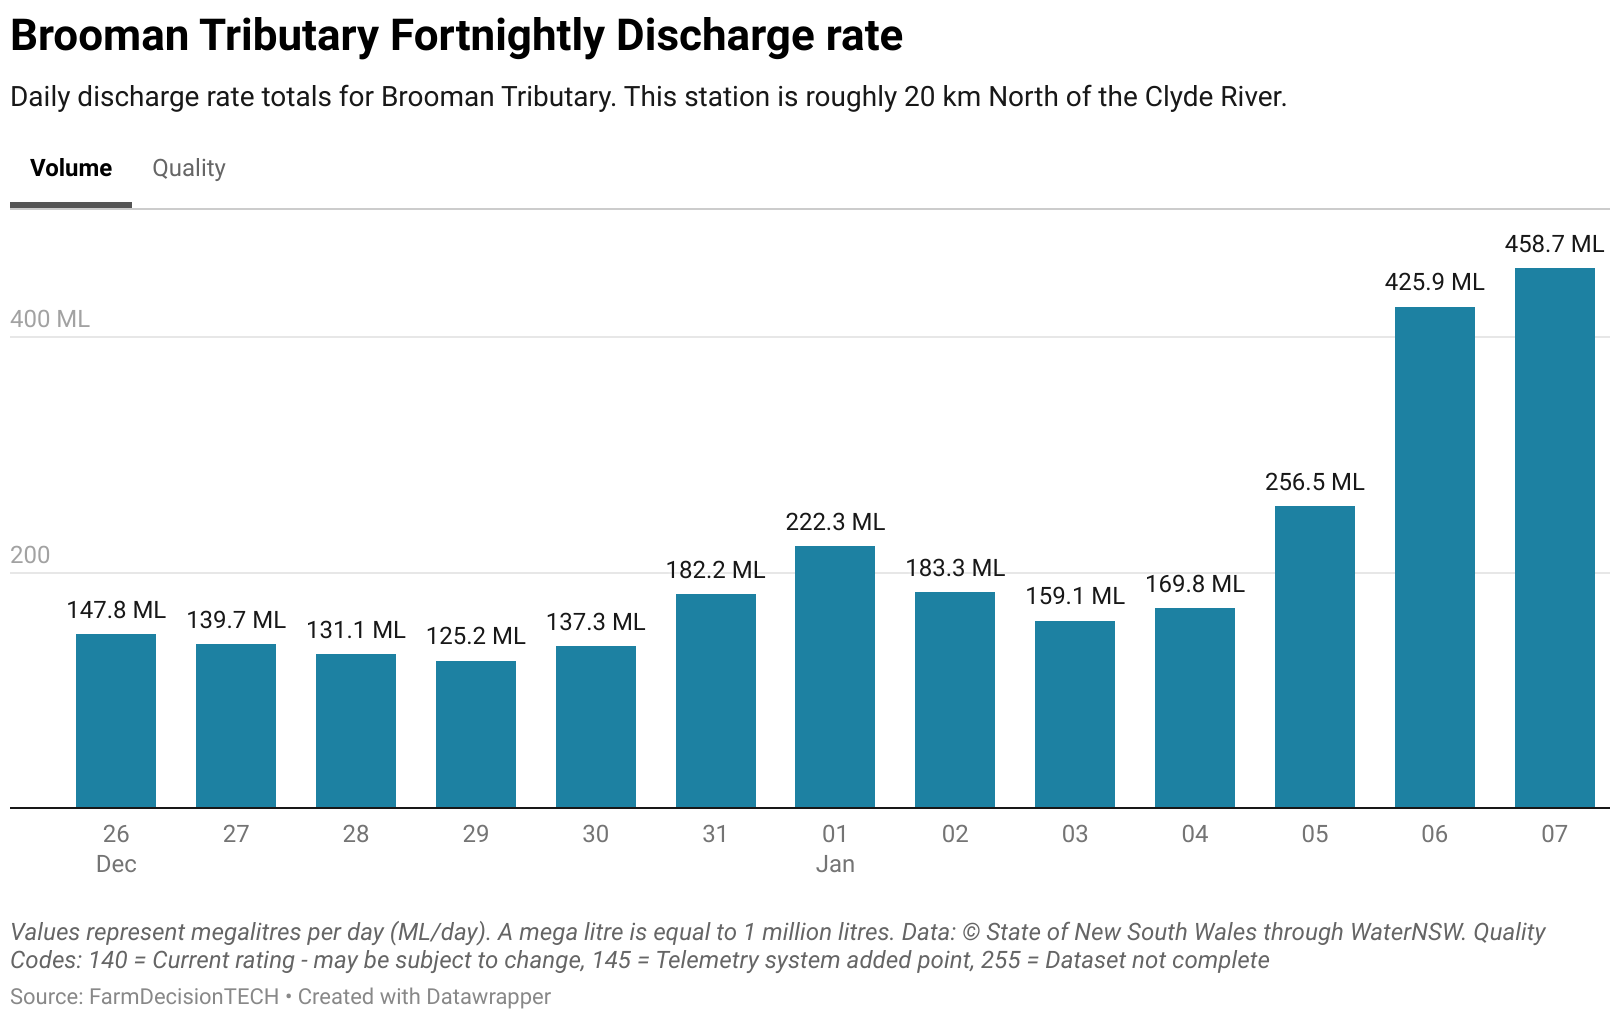 Brooman Tributary Fortnightly Discharge rate
Daily discharge rate totals for Brooman Tributary. This station is roughly 20 km North of the Clyde River.
Volume Quality
458.7 ML
425.9 ML
400 ML
256.5 ML
222.3 ML
200
182.2 ML 183.3 ML
147.8 ML 139.7 ML 131.1 ML 125.2 ML 137.3 ML 159.1 ML 169.8 ML
26 27 28 29 30 31 01 02 03 04 05 06 07
Dec Jan
Values represent megalitres per day (ML/day). A mega litre is equal to 1 million litres. Data: © State of New South Wales through WaterNSW. Quality
Codes: 140 = Current rating - may be subject to change, 145 = Telemetry system added point, 255 = Dataset not complete
Source: FarmDecisionTECH • Created with Datawrapper